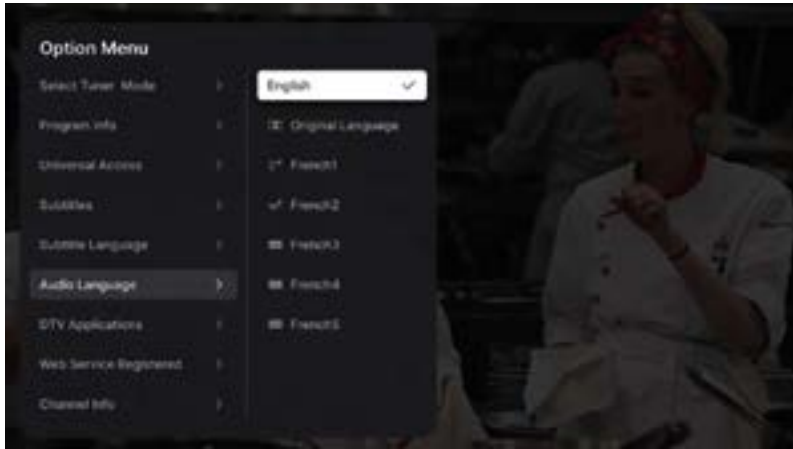 Option Menu
Select Tuner Mode
Program Info
Universal Access
Subtitles
Subtitle Language
Audio Language
DTV Applications
Web Service Registered
Channel Info
English
Original Language
French1
French2
French3
French4
French5